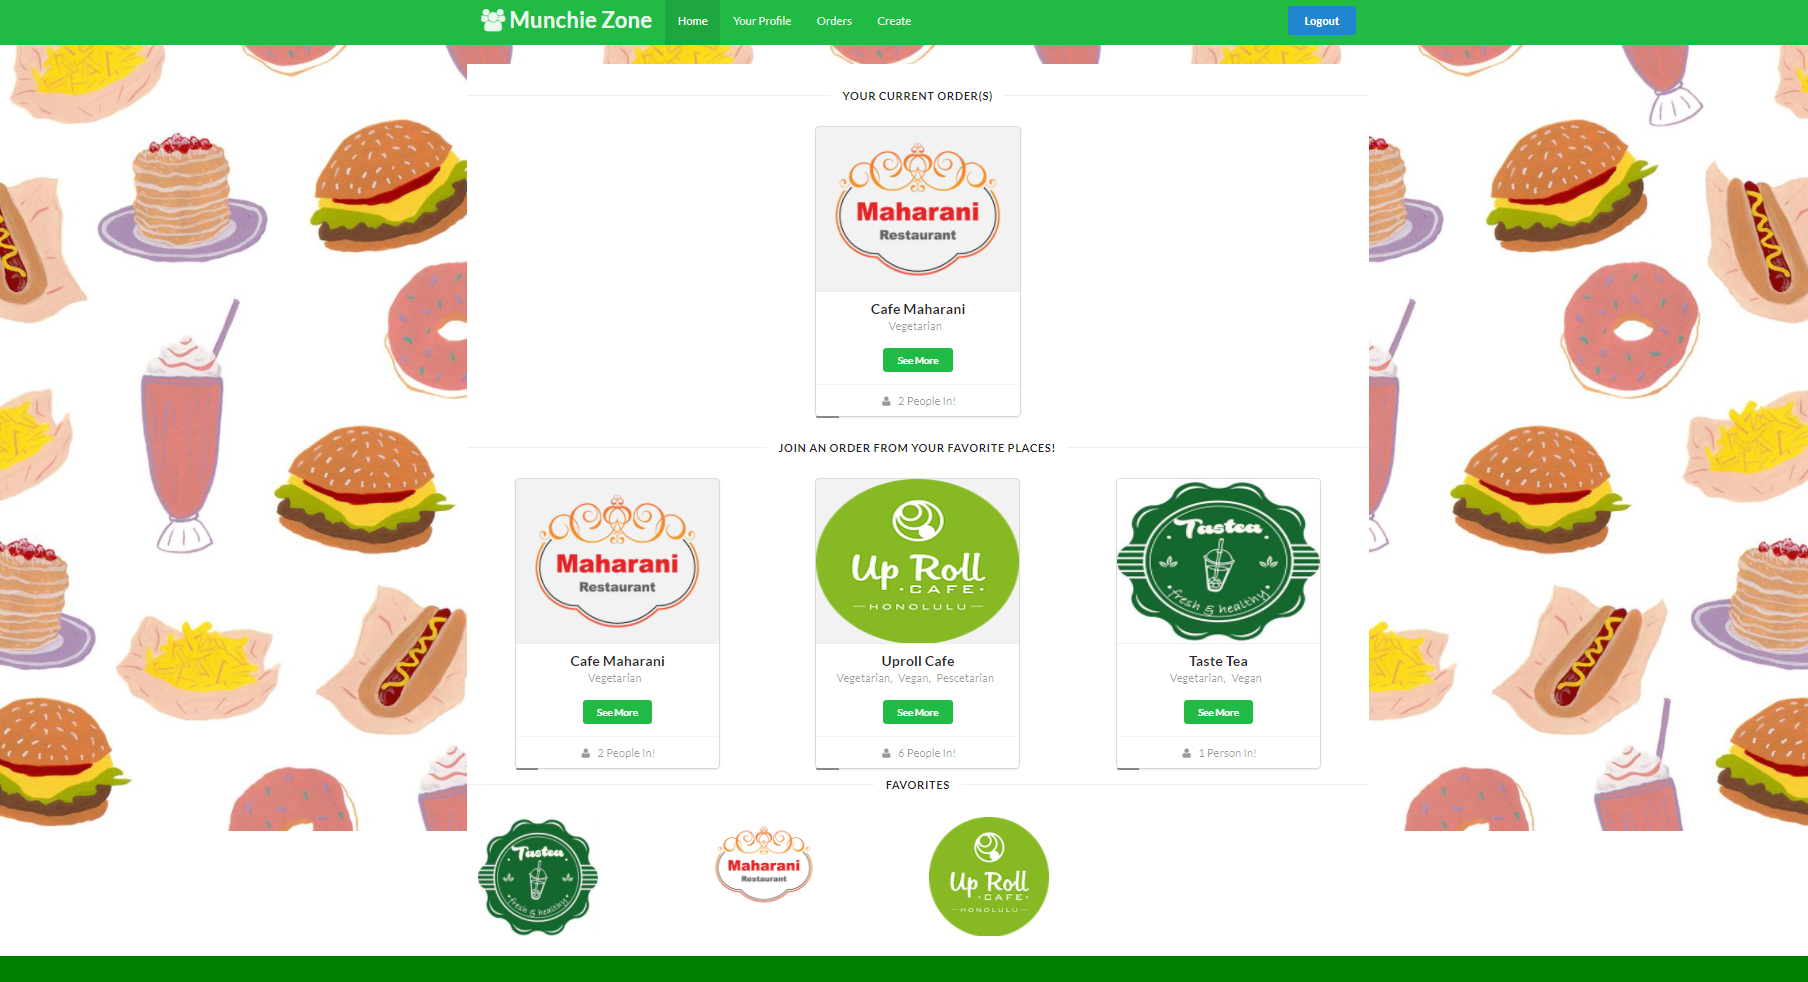 Munchie Zone
Home
Your Profile
Orders
Create
Logout
YOUR CURRENT ORDER(S)
Maharani
Restaurant
Cafe Maharani
Vegetarian
See More
2 People In!
JOIN AN ORDER FROM YOUR FAVORITE PLACES!
Maharani
Restaurant
Cafe Maharani
Vegetarian
See More
2 People In!
Up Roll
·CAFE·
HONOLULU
Uproll Cafe
Vegetarian, Vegan, Pescetarian
See More
6 People In!
Tastea
fresh & healthy
Taste Tea
Vegetarian, Vegan
See More
1 Person In!
FAVORITES
Tastea
fresh & healthy
Maharani
Restaurant
Up Roll
·CAFE·
HONOLULU